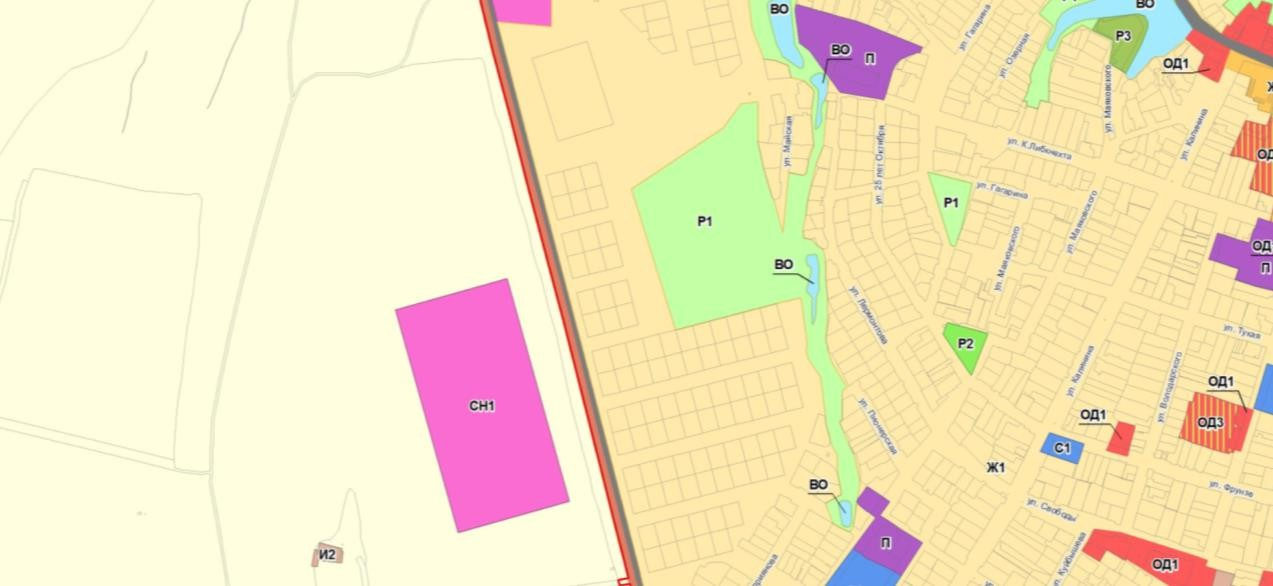 ВО
ВО
ВО
П
Р3
ОД1
ул. Гагарина
ул. Озерная
ул. Маяковского
ул. Калинина
ул. Майская
ул. 25 лет Октября
ул. К.Либкнехта
Р1
Р1
ул. Гагарина
ул. Маяковского
ул. Маяковского
П
ВО
ул. Лермонтова
Р2
ул. Тукая
ул. Калинина
ул. Володарского
ОД1
СН1
ОД1
ОД3
ул. Пионерская
С1
Ж1
ВО
ул. Фрунзе
ул. Свободы
П
И2
ул. Куйбышева
ОД1